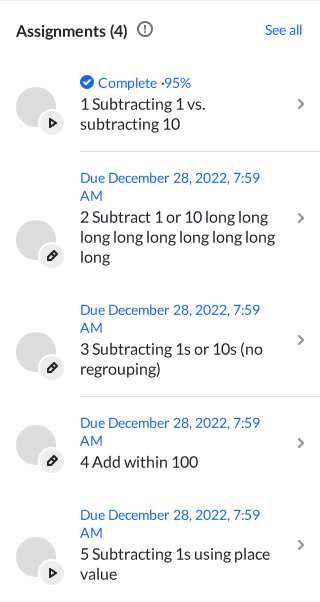 Assignments (4)
See all
Complete ·95%
1 Subtracting 1 vs.
subtracting 10
Due December 28, 2022, 7:59
AM
2 Subtract 1 or 10 long long
long long long long long long
long
Due December 28, 2022, 7:59
AM
3 Subtracting 1s or 10s (no
regrouping)
Due December 28, 2022, 7:59
AM
4 Add within 100
Due December 28, 2022, 7:59
AM
5 Subtracting 1s using place
value